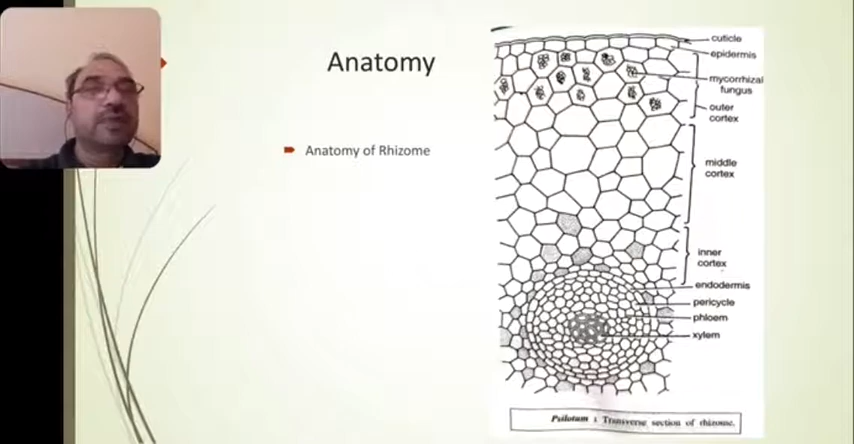 Anatomy
Anatomy of Rhizome
cuticle
epidermis
mycorrhizal
fungus
outer
cortex
middle
cortex
inner
cortex
endodermis
pericycle
phloem
xylem
Psilotum : Transverse section of rhizome.